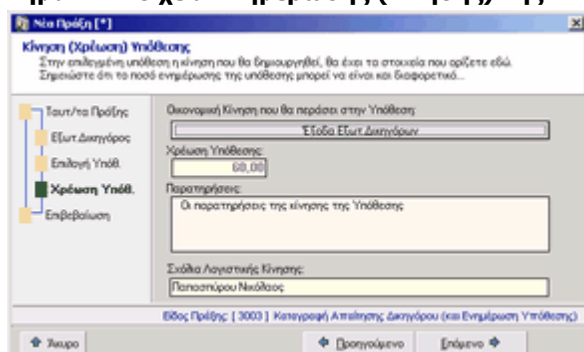 Νέα Πράξη [*]
Κίνηση (Χρέωση) Υπόθεσης
Στην επιλεγμένη υπόθεση η κίνηση που θα δημιουργηθεί, θα έχει τα στοιχεία που ορίζετε εδώ.
Σημειώστε ότι το ποσό ενημέρωσης της υπόθεσης μπορεί να είναι και διαφορετικό...
Ταυτ/τα Πράξης
Εξωτ.Δικηγόρος
Επιλογή Υπόθ.
Χρέωση Υπόθ.
Επιβεβαίωση
Οικονομική Κίνηση που θα περάσει στην Υπόθεση:
Έξοδα Εξωτ.Δικηγόρων
Χρέωση Υπόθεσης:
60,00
Παρατηρήσεις:
Οι παρατηρήσεις της κίνησης της Υπόθεσης
Σχόλια Λογιστικής Κίνησης:
Παπασπύρου Νικόλαος
Είδος Πράξης: [ 3003 ] Καταγραφή Απαίτησης Δικηγόρου (και Ενημέρωση Υπόθεσης)
Άκυρο
Προηγούμενο
Επόμενο